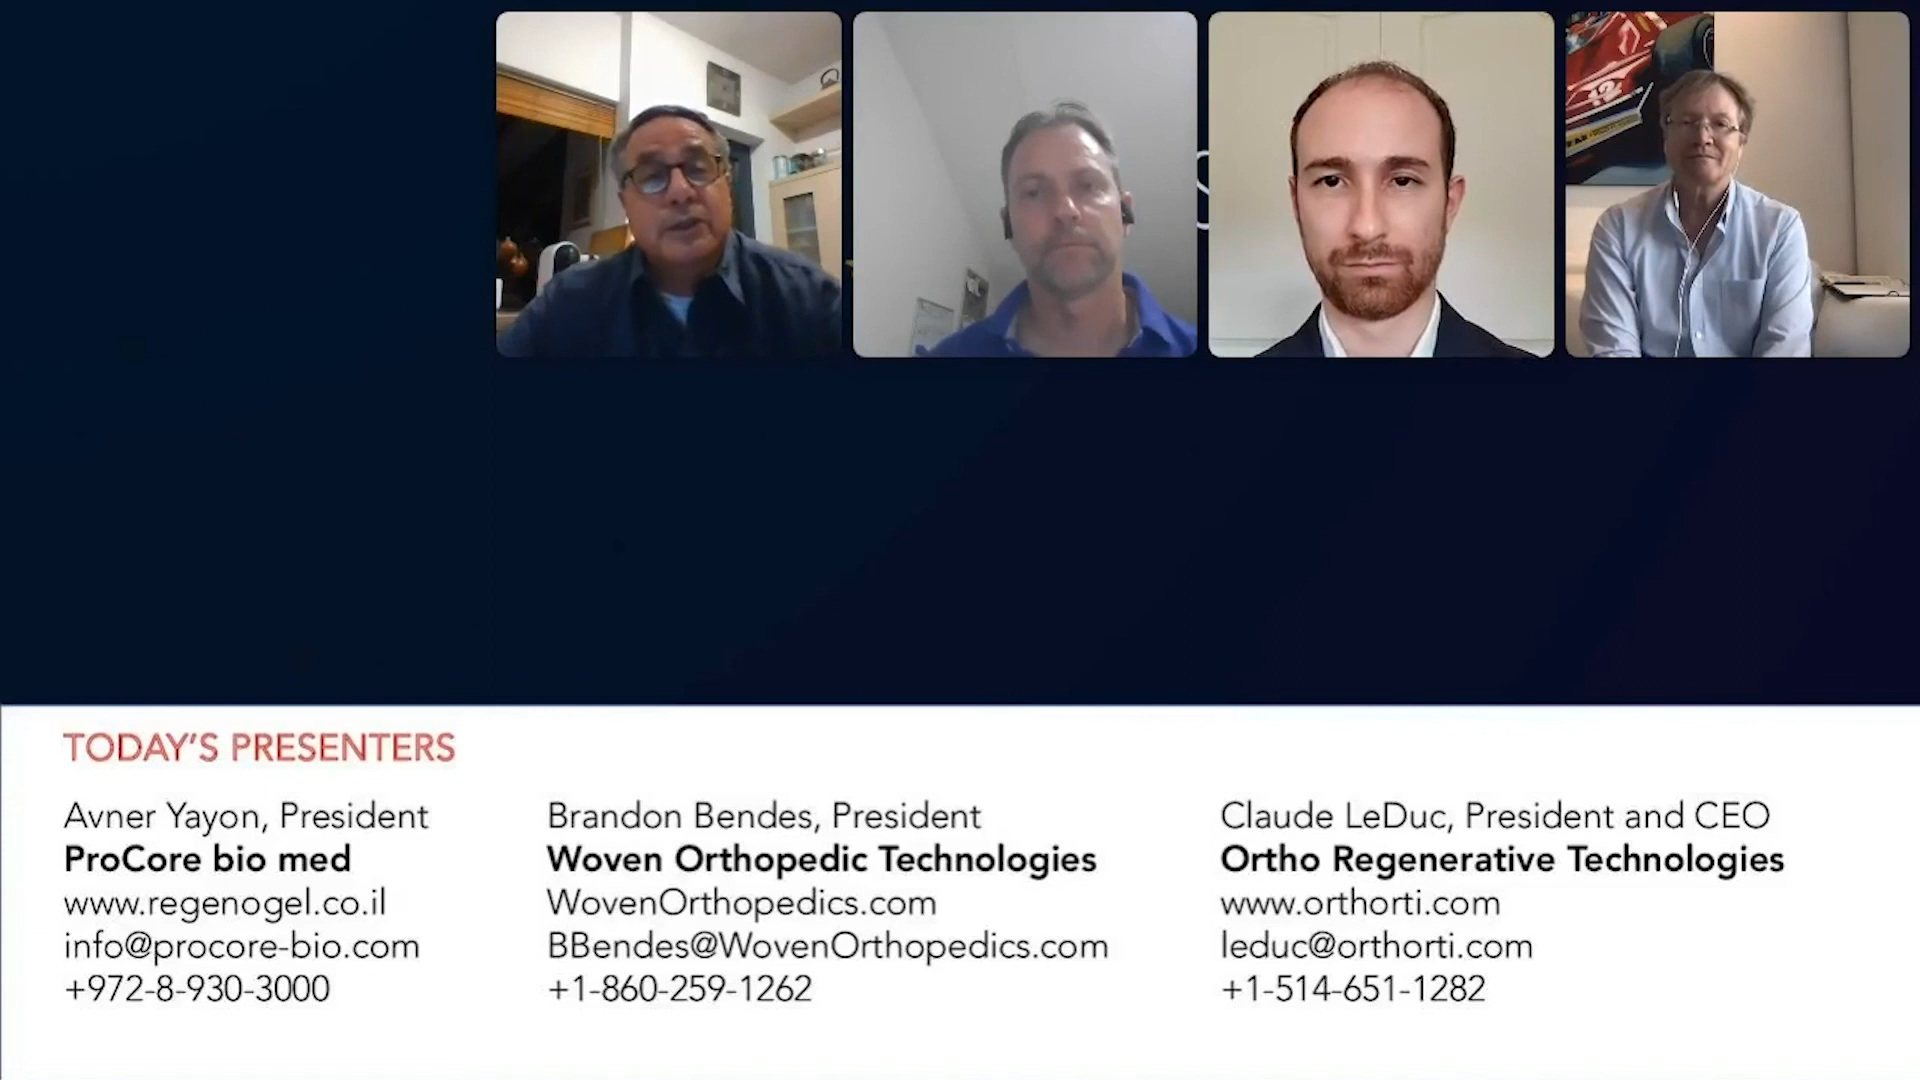 TODAY'S PRESENTERS
Avner Yayon, President
ProCore bio med
www.regenogel.co.il
info@procore-bio.com
+972-8-930-3000
Brandon Bendes, President
Woven Orthopedic Technologies
WovenOrthopedics.com
BBendes@WovenOrthopedics.com
+1-860-259-1262
Claude LeDuc, President and CEO
Ortho Regenerative Technologies
www.orthorti.com
leduc@orthorti.com
+1-514-651-1282
12